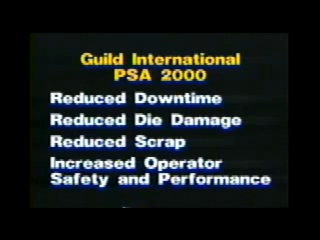 Guild International
PSA 2000
Reduced Downtime
Reduced Die Damage
Reduced Scrap
Increased Operator
Safety and Performance